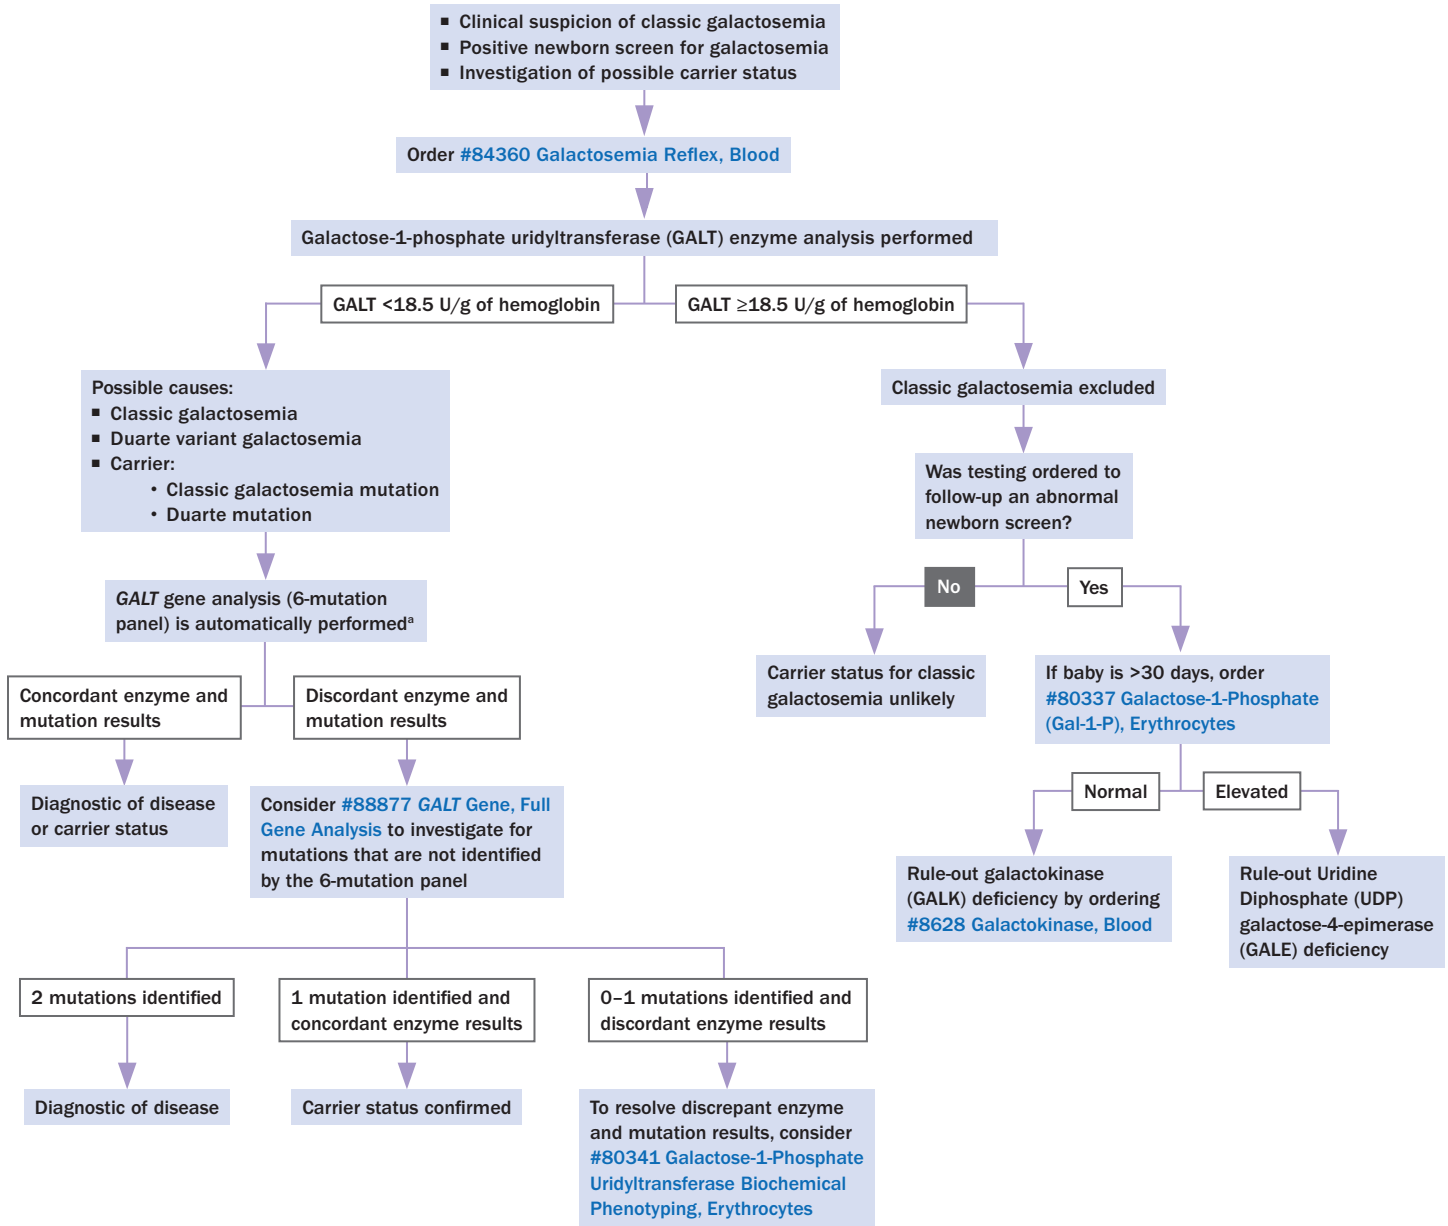 ▪ Clinical suspicion of classic galactosemia
▪ Positive newborn screen for galactosemia
▪ Investigation of possible carrier status
Order #84360 Galactosemia Reflex, Blood
Galactose-1-phosphate uridyltransferase (GALT) enzyme analysis performed
GALT <18.5 U/g of hemoglobin
GALT ≥18.5 U/g of hemoglobin
Possible causes:
▪ Classic galactosemia
▪ Duarte variant galactosemia
▪ Carrier:
• Classic galactosemia mutation
• Duarte mutation
Classic galactosemia excluded
Was testing ordered to
follow-up an abnormal
newborn screen?
GALT gene analysis (6-mutation
panel) is automatically performedᵃ
No
Yes
Concordant enzyme and
mutation results
Discordant enzyme and
mutation results
Carrier status for classic
galactosemia unlikely
If baby is >30 days, order
#80337 Galactose-1-Phosphate
(Gal-1-P), Erythrocytes
Diagnostic of disease
or carrier status
Consider #88877 GALT Gene, Full
Gene Analysis to investigate for
mutations that are not identified
by the 6-mutation panel
Normal
Elevated
Rule-out galactokinase
(GALK) deficiency by ordering
#8628 Galactokinase, Blood
Rule-out Uridine
Diphosphate (UDP)
galactose-4-epimerase
(GALE) deficiency
2 mutations identified
1 mutation identified and
concordant enzyme results
0–1 mutations identified and
discordant enzyme results
Diagnostic of disease
Carrier status confirmed
To resolve discrepant enzyme
and mutation results, consider
#80341 Galactose-1-Phosphate
Uridyltransferase Biochemical
Phenotyping, Erythrocytes